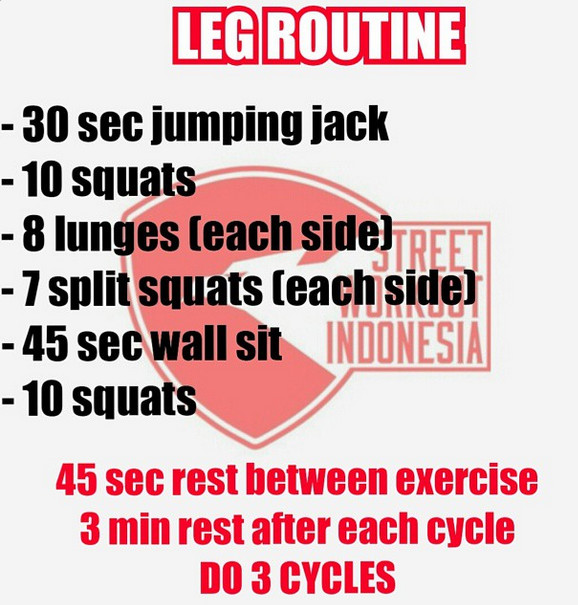 LEG ROUTINE
- 30 sec jumping jack
- 10 squats
- 8 lunges (each side)
- 7 split squats (each side)
- 45 sec wall sit
- 10 squats
STREET
WORKOUT
INDONESIA
45 sec rest between exercise
3 min rest after each cycle
DO 3 CYCLES